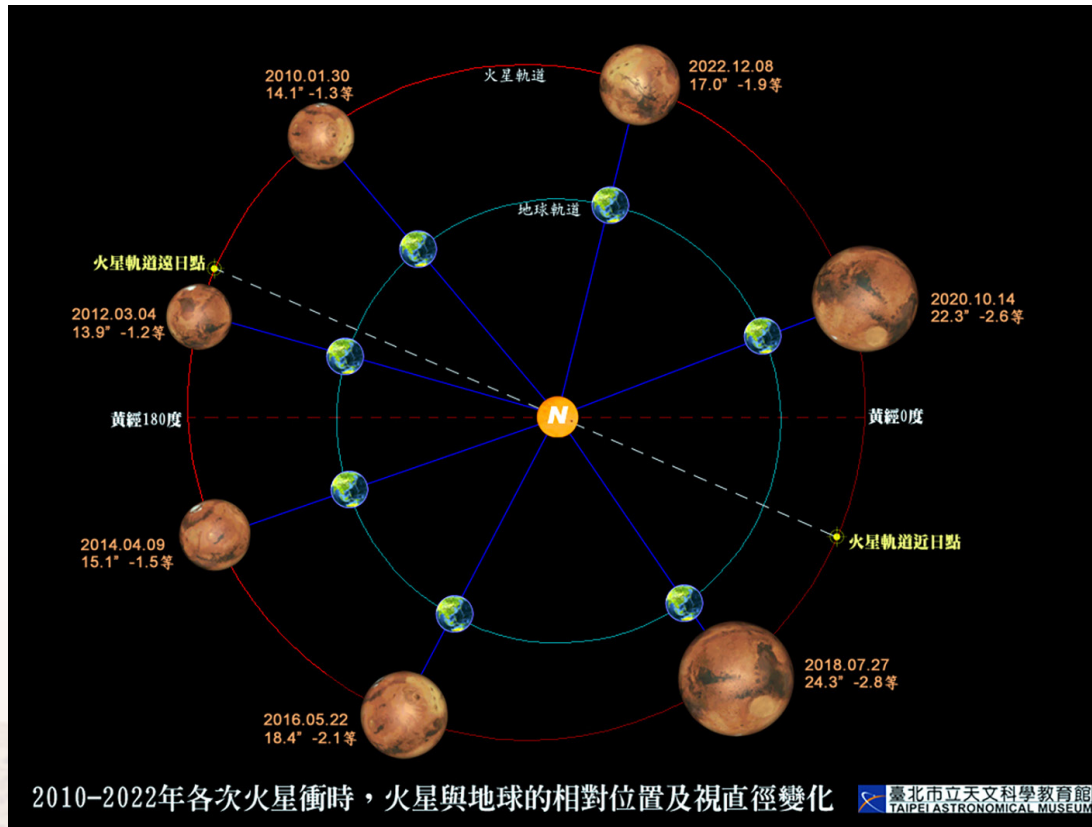 2010.01.30
14.1” -1.3等
火星軌道
2022.12.08
17.0” -1.9等
地球軌道
火星軌道遠日點
2012.03.04
13.9” -1.2等
2020.10.14
22.3” -2.6等
黃經180度
N
黃經0度
2014.04.09
15.1” -1.5等
火星軌道近日點
2018.07.27
24.3” -2.8等
2016.05.22
18.4” -2.1等
2010-2022年各次火星衝時，火星與地球的相對位置及視直徑變化
臺北市立天文科學教育館
TAIPEI ASTRONOMICAL MUSEUM